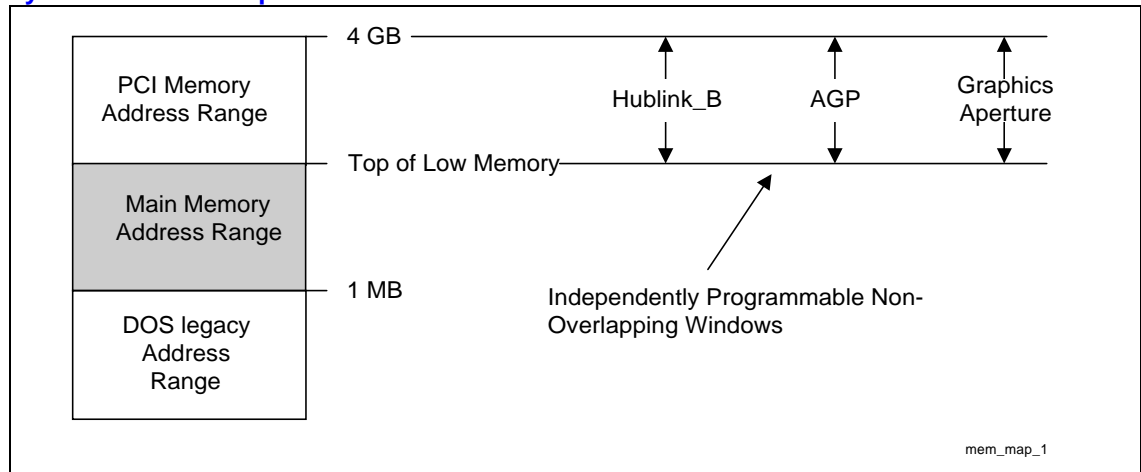 4 GB
PCI Memory
Address Range
Hublink_B
AGP
Graphics
Aperture
Top of Low Memory
Main Memory
Address Range
1 MB
Independently Programmable Non-
Overlapping Windows
DOS legacy
Address
Range
mem_map_1